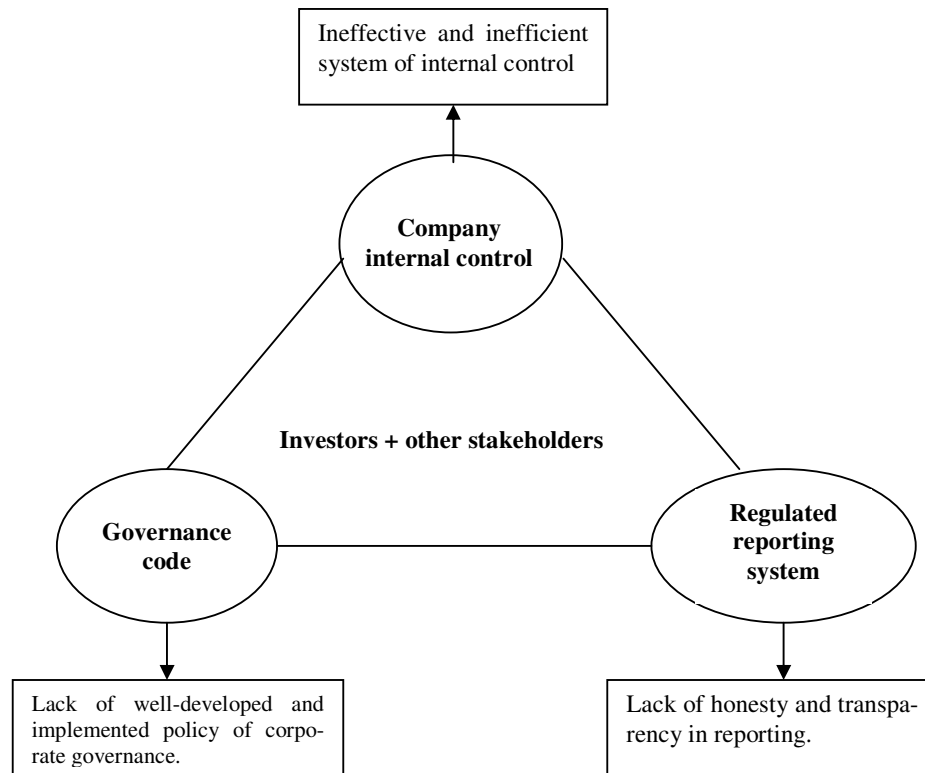 Ineffective and inefficient
system of internal control
Company
internal control
Investors + other stakeholders
Governance
code
Regulated
reporting
system
Lack of well-developed and
implemented policy of corpo-
rate governance.
Lack of honesty and transpa-
rency in reporting.